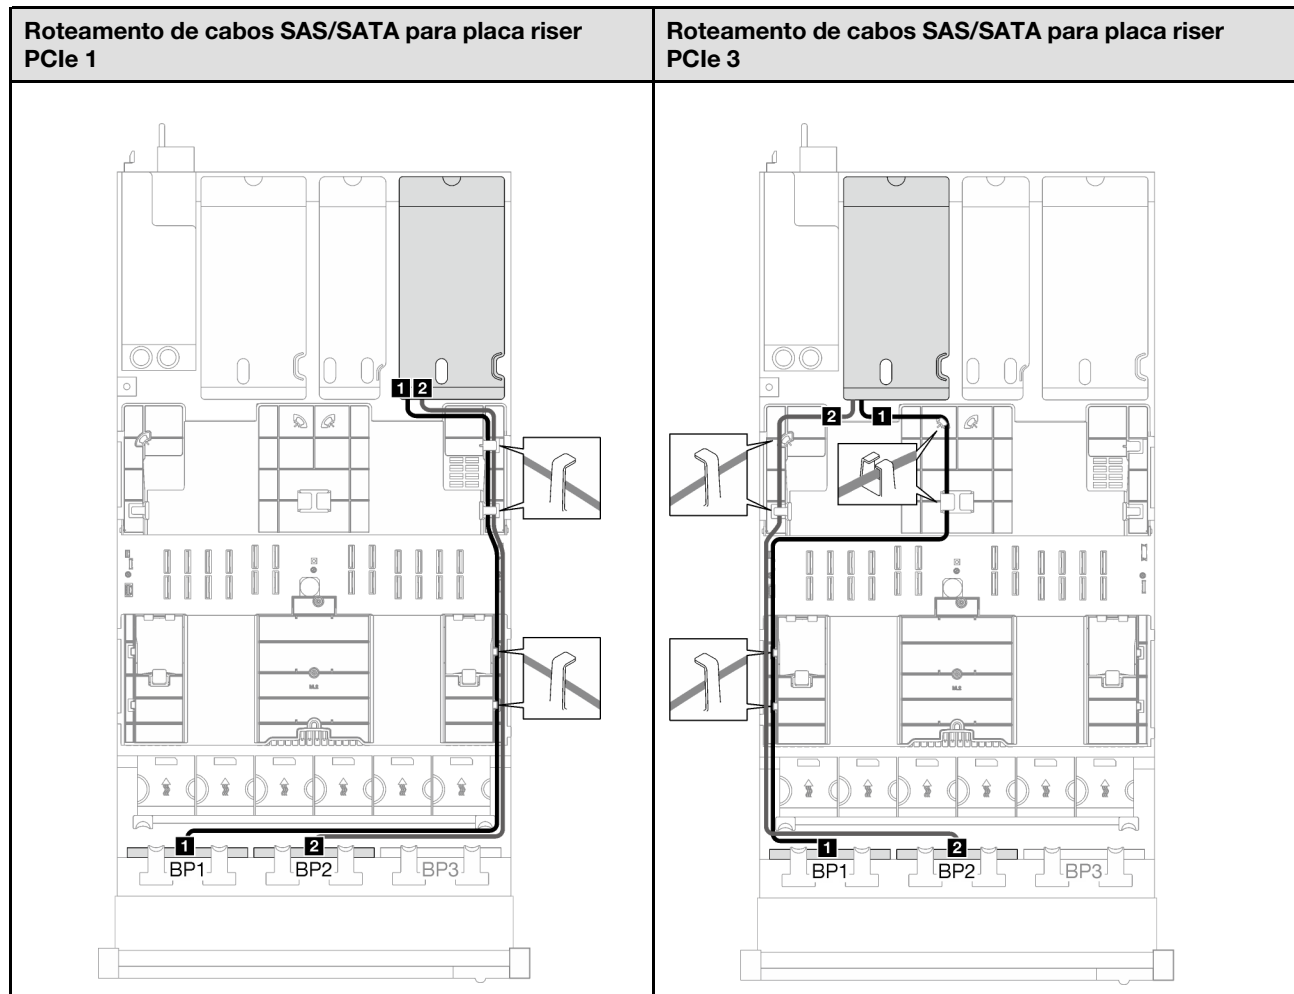 Roteamento de cabos SAS/SATA para placa riser
PCIe 1
Roteamento de cabos SAS/SATA para placa riser
PCIe 3
1 2
1 2
BP1 BP2 BP3
2 1
1 2
BP1 BP2 BP3